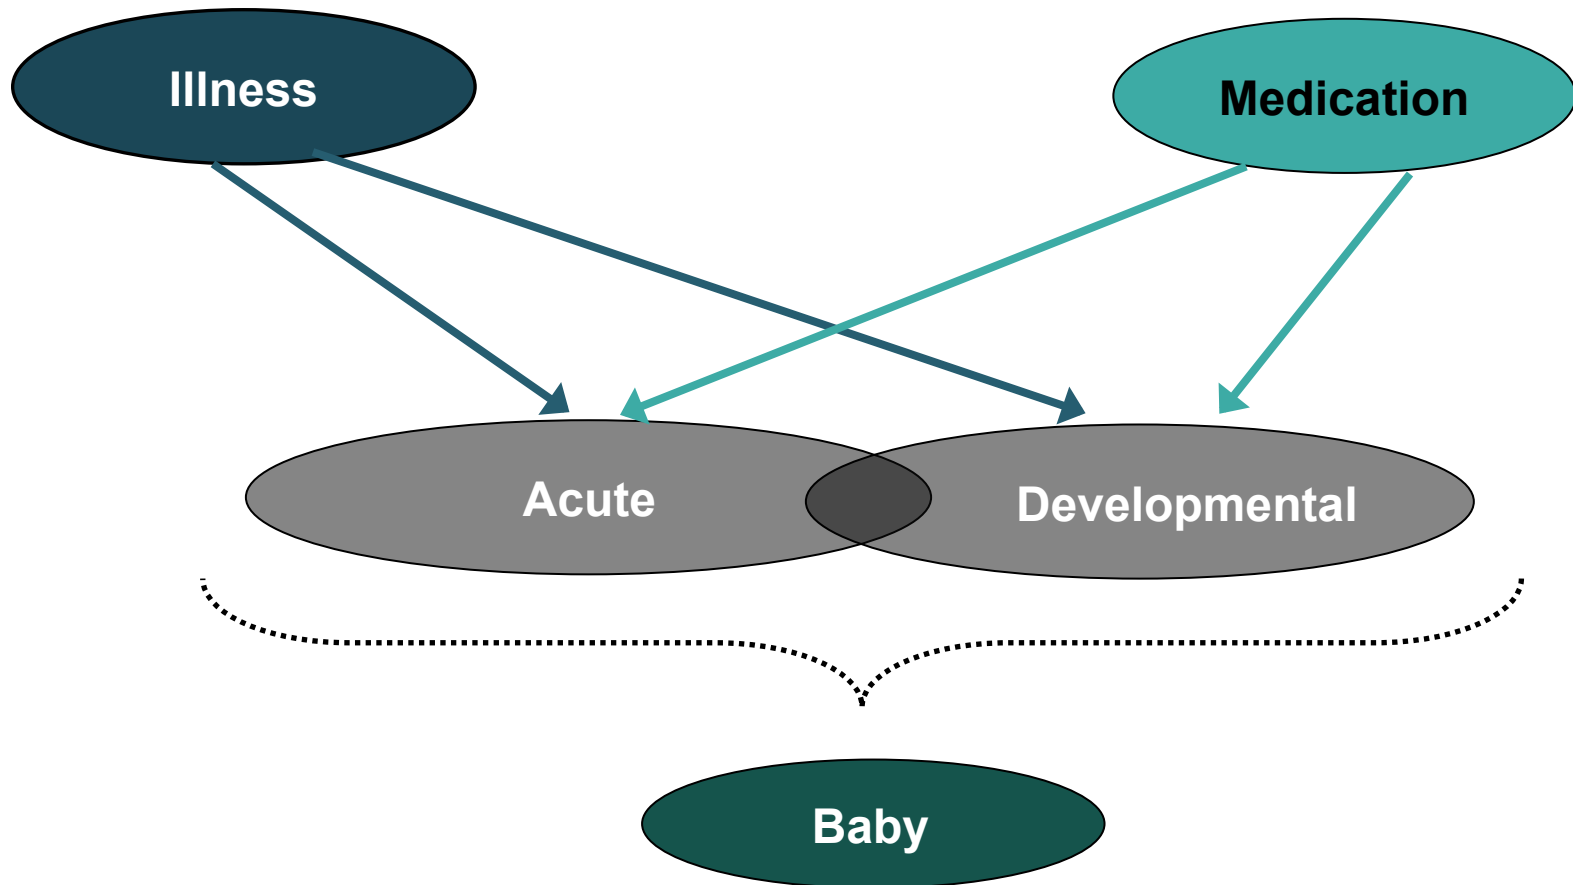 Illness
Medication
Acute
Developmental
Baby